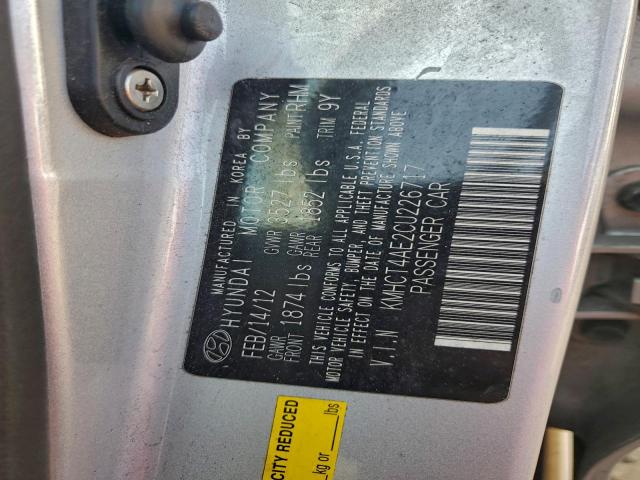 MANUFACTURED IN KOREA BY
HYUNDAI MOTOR COMPANY
FEB/14/12 GVWR 3527 lbs PAINT RHM
GAWR FRONT 1874 lbs GAWR REAR 1852 lbs TRIM 9Y
THIS VEHICLE CONFORMS TO ALL APPLICABLE U.S.A. FEDERAL
MOTOR VEHICLE SAFETY, BUMPER, AND THEFT PREVENTION STANDARDS
IN EFFECT ON THE DATE OF MANUFACTURE SHOWN ABOVE
V.I.N KMHCT4AE2CU226717
PASSENGER CAR
CITY REDUCED
kg or lbs